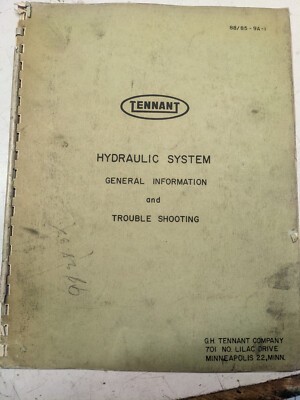 TENNANT
HYDRAULIC SYSTEM
GENERAL INFORMATION
and
TROUBLE SHOOTING
G.H. TENNANT COMPANY
701 NO. LILAC DRIVE
MINNEAPOLIS 22, MINN.